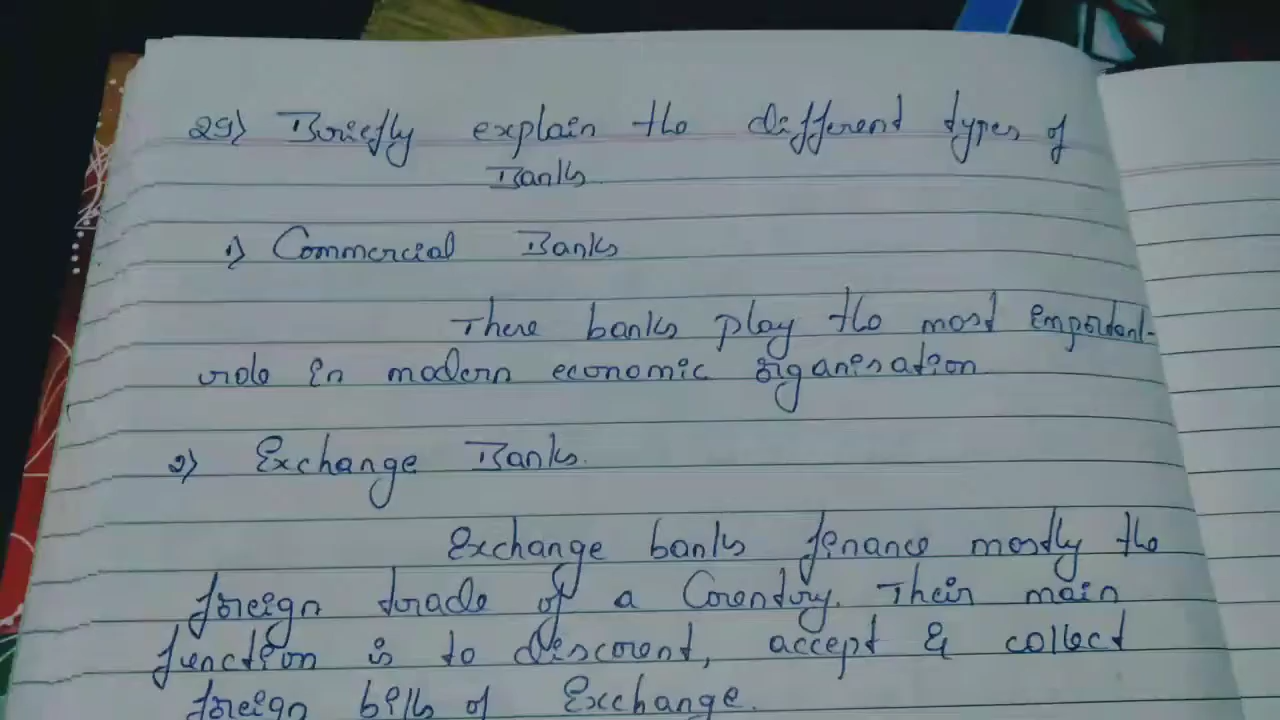 29) Briefly explain the different types of
Banks
1) Commercial Banks
These banks play the most important
role in modern economic organisation
2) Exchange Banks.
Exchange banks finance mostly the
foreign trade of a Country. Their main
function is to discount, accept & collect
foreign bills of Exchange.